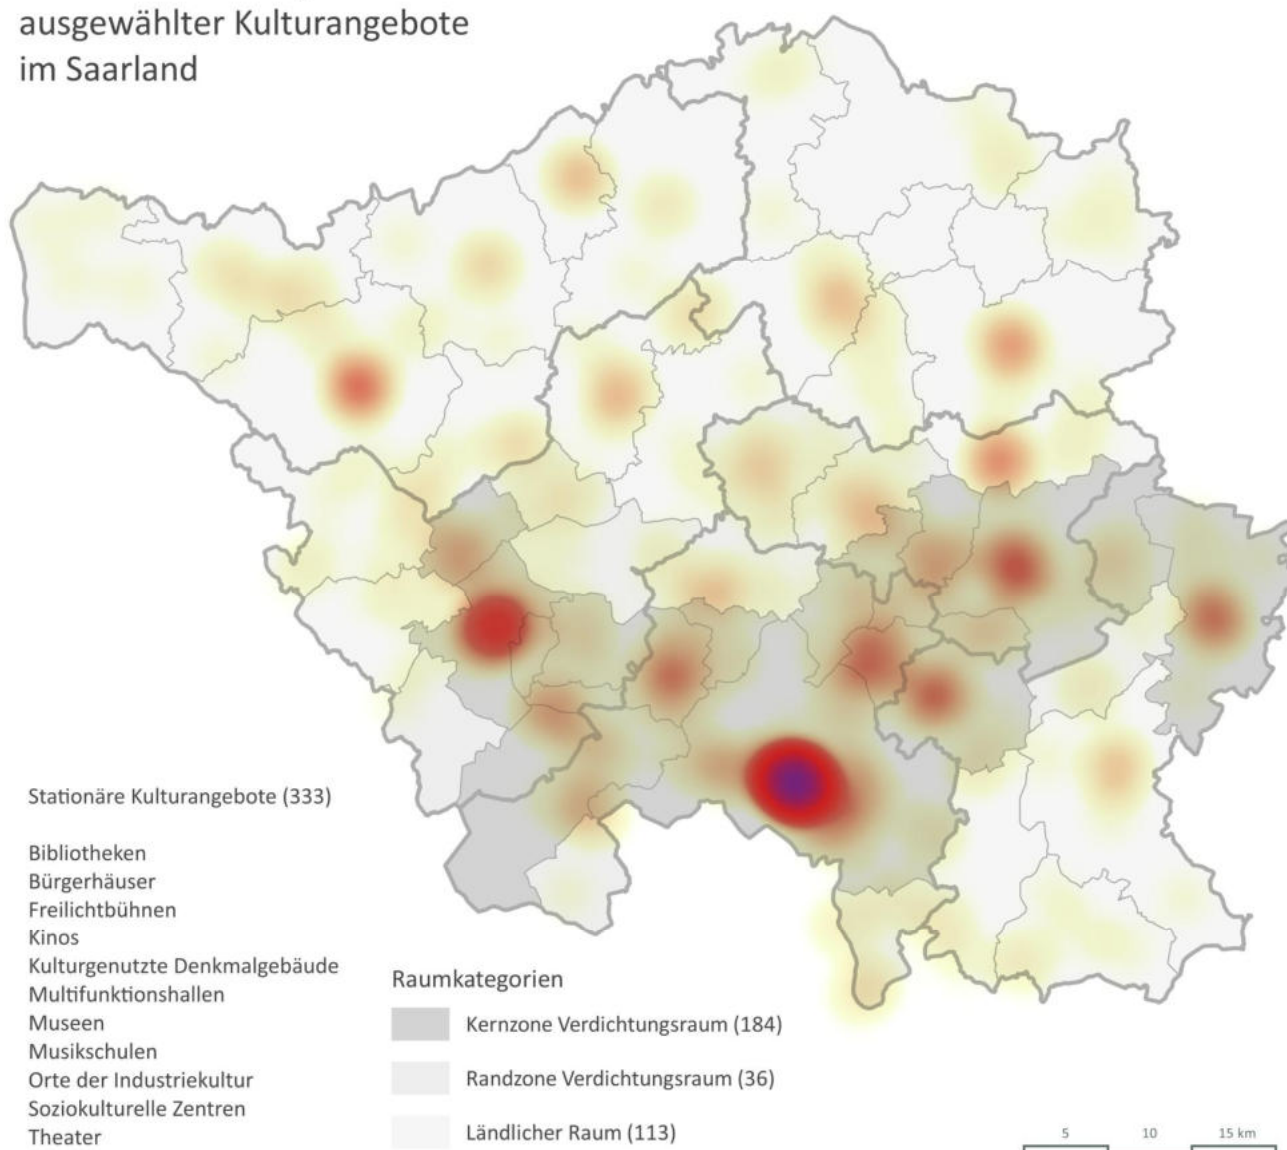 ausgewählter Kulturangebote
im Saarland
Stationäre Kulturangebote (333)
Bibliotheken
Bürgerhäuser
Freilichtbühnen
Kinos
Kulturgenutzte Denkmalgebäude
Multifunktionshallen
Museen
Musikschulen
Orte der Industriekultur
Soziokulturelle Zentren
Theater
Raumkategorien
Kernzone Verdichtungsraum (184)
Randzone Verdichtungsraum (36)
Ländlicher Raum (113)
5 10 15 km